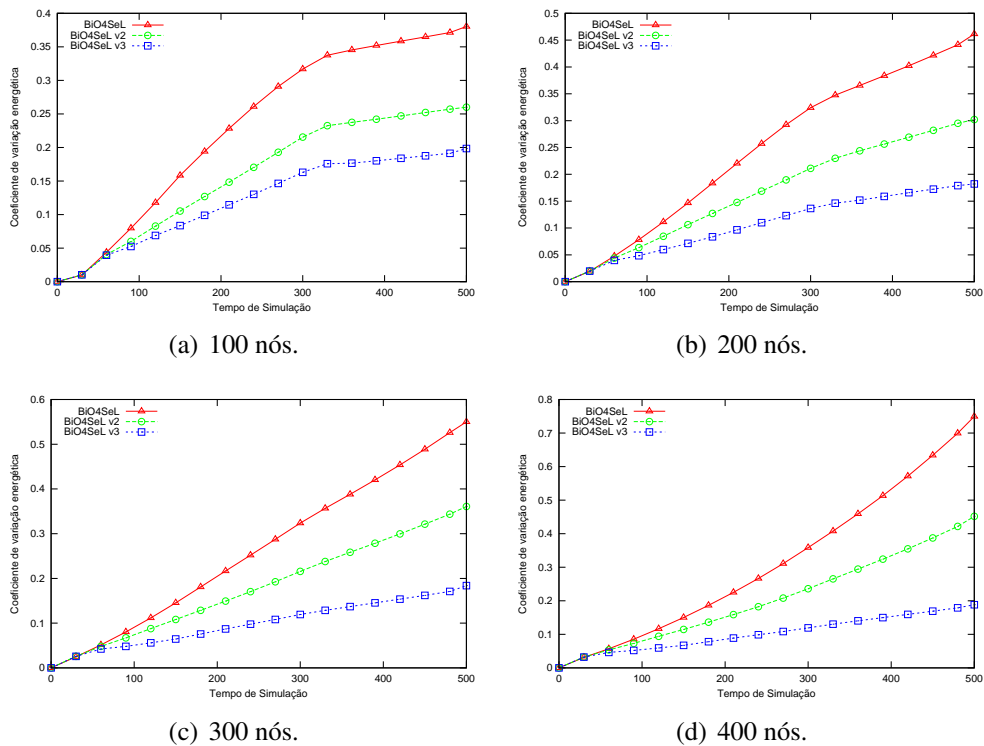 0.4
0.35
0.3
0.25
0.2
0.15
0.1
0.05
0
Coeficiente de variação energética
BiO4SeL
BiO4SeL v2
BiO4SeL v3
0 100 200 300 400 500
Tempo de Simulação
(a) 100 nós.
0.5
0.45
0.4
0.35
0.3
0.25
0.2
0.15
0.1
0.05
0
Coeficiente de variação energética
BiO4SeL
BiO4SeL v2
BiO4SeL v3
0 100 200 300 400 500
Tempo de Simulação
(b) 200 nós.
0.6
0.5
0.4
0.3
0.2
0.1
0
Coeficiente de variação energética
BiO4SeL
BiO4SeL v2
BiO4SeL v3
0 100 200 300 400 500
Tempo de Simulação
(c) 300 nós.
0.8
0.7
0.6
0.5
0.4
0.3
0.2
0.1
0
Coeficiente de variação energética
BiO4SeL
BiO4SeL v2
BiO4SeL v3
0 100 200 300 400 500
Tempo de Simulação
(d) 400 nós.